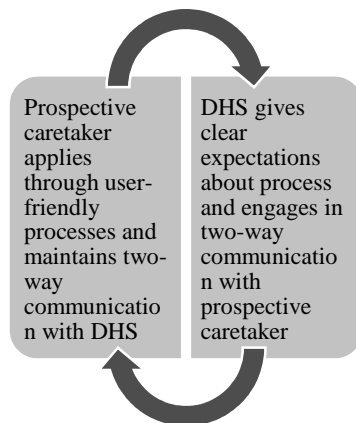 Prospective
caretaker
applies
through user-
friendly
processes and
maintains two-
way
communicatio
n with DHS
DHS gives
clear
expectations
about process
and engages in
two-way
communicatio
n with
prospective
caretaker